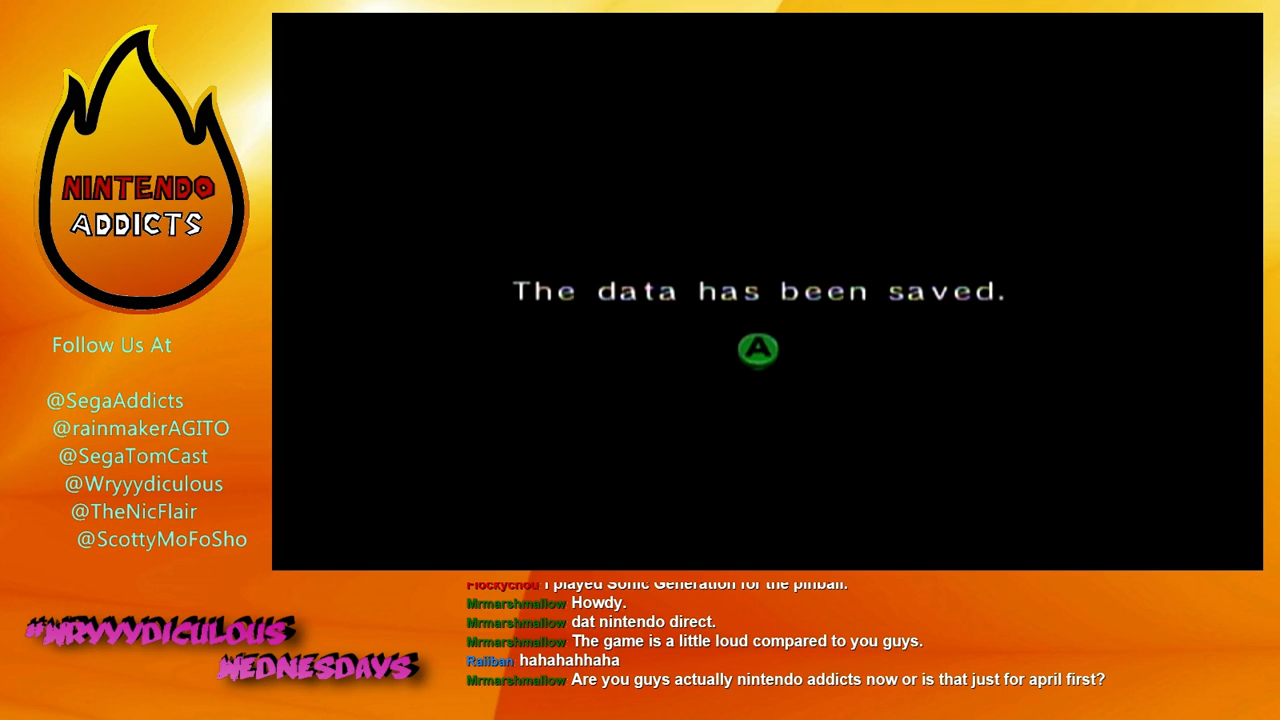 NINTENDO
ADDICTS
Follow Us At
@SegaAddicts
@rainmakerAGITO
@SegaTomCast
@Wryyydiculous
@TheNicFlair
@ScottyMoFoSho
#WRYYYDICULOUS
WEDNESDAYS
The data has been saved.
A
Flockychou I played Sonic Generation for the pinball.
Mrmarshmallow Howdy.
Mrmarshmallow dat nintendo direct.
Mrmarshmallow The game is a little loud compared to you guys.
Raliban hahahahhaha
Mrmarshmallow Are you guys actually nintendo addicts now or is that just for april first?